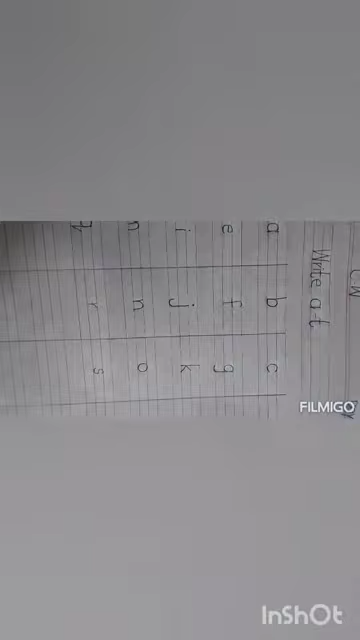 CW
Write a-t
a b c
e f g
i j k
n o
r s
t
FILMIGO
InShOt